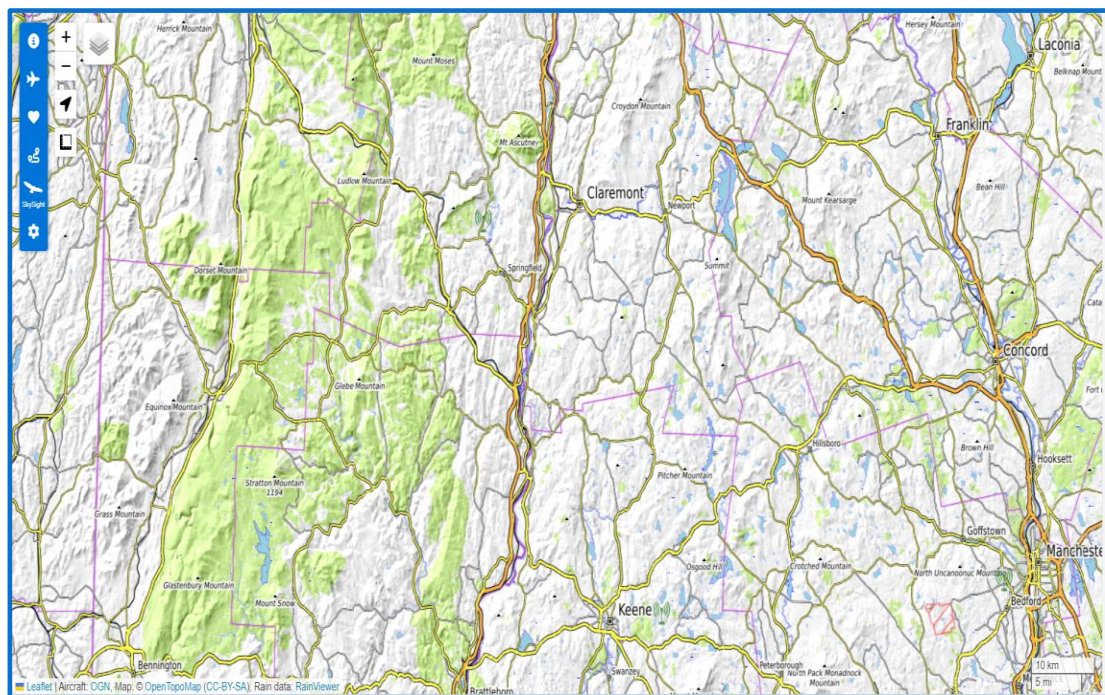 Herrick Mountain
Hersey Mountain
Laconia
Mount Moses
Belknap Mount
Croydon Mountain
Franklin
Mt Ascutney
Ludlow Mountain
Claremont
Bean Hill
Newport
Mount Kearsarge
SkySight
Dorset Mountain
Springfield
Summit
Concord
Glebe Mountain
Equinox Mountain
Brown Hill
Hillsboro
Hooksett
Pitcher Mountain
Stratton Mountain
1194
Grass Mountain
Goffstown
Mancheste
Crotched Mountain
Osgood Hill
North Uncanoonuc Mountain
Glastenbury Mountain
Mount Snow
Bedford
Keene
Bennington
Swanzey
Peterborough
North Pack Monadnock
Mountain
10 km
5 mi
Brattleboro
Leaflet | Aircraft: OGN, Map: © OpenTopoMap (CC-BY-SA), Rain data: RainViewer